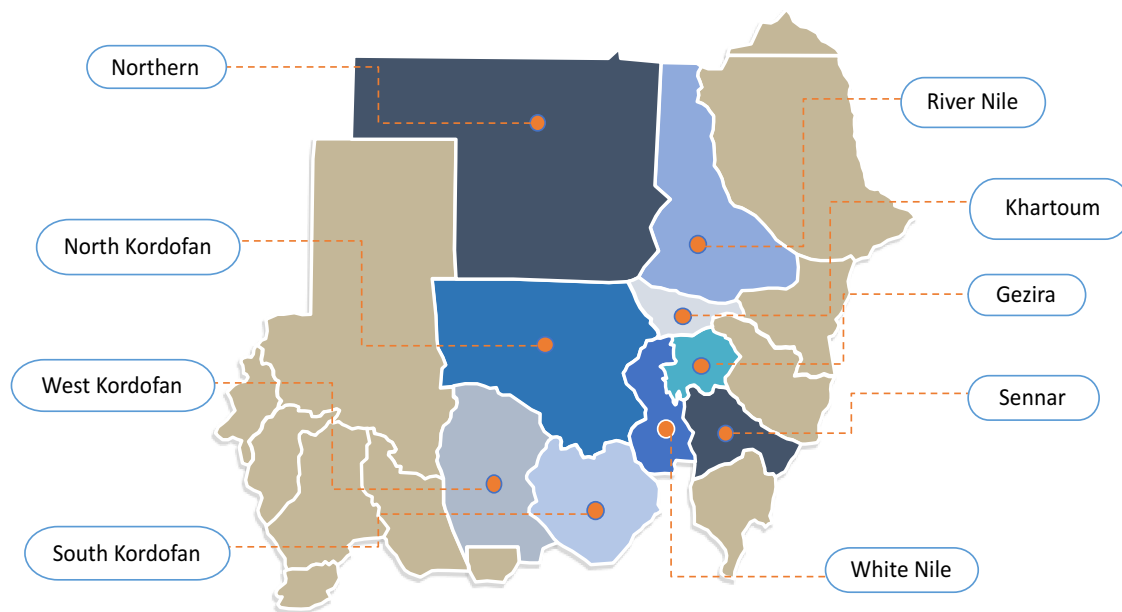 Northern
River Nile
Khartoum
North Kordofan
Gezira
West Kordofan
Sennar
South Kordofan
White Nile